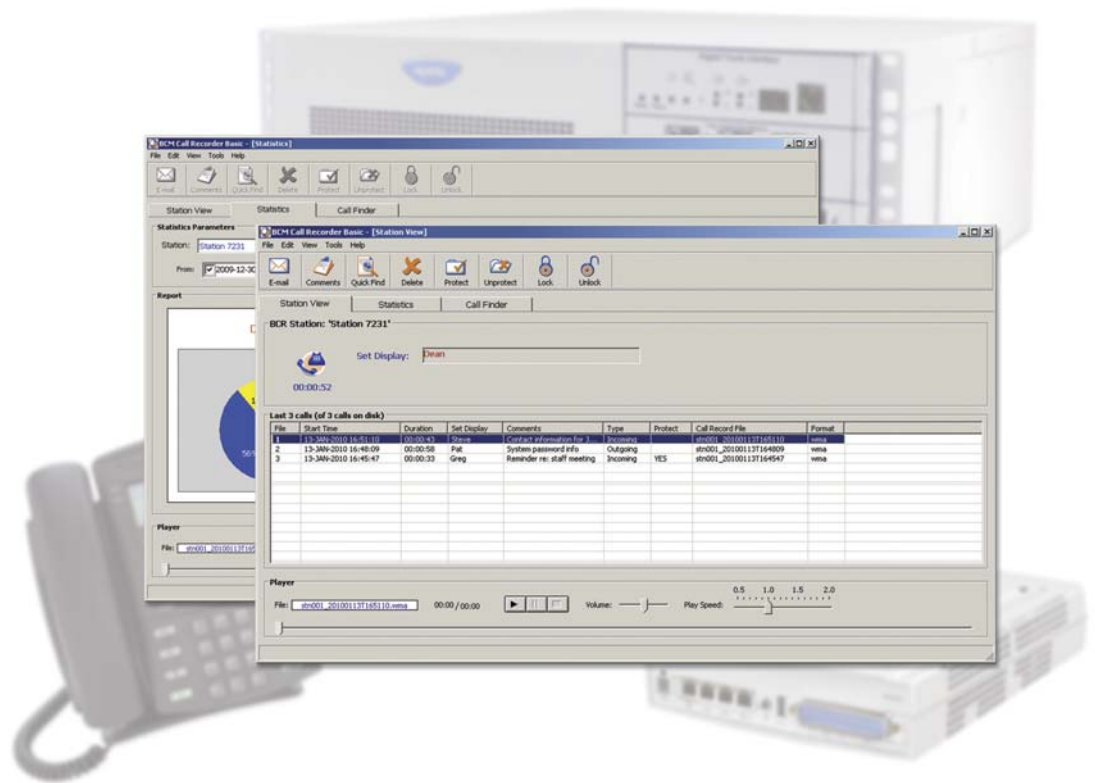 BCM Call Recorder Basic - [Statistics]
File Edit View Tools Help
E-mail Comments Quick Find Delete Protect Unprotect Lock Unlock
Station View Statistics Call Finder
Statistics Parameters
Station: Station 7231
From: 2009-12-30
Report
56%
Player
File:
BCM Call Recorder Basic - [Station View]
File Edit View Tools Help
E-mail Comments Quick Find Delete Protect Unprotect Lock Unlock
Station View Statistics Call Finder
BCR Station: 'Station 7231'
Set Display: Dean
00:00:52
Last 3 calls (of 3 calls on disk)
File Start Time Duration Set Display Comments Type Protect Call Record File Format
1 13-JAN-2010 16:51:10 00:00:43 Steve Contact information for J... Incoming stn001_20100113T165110 wma
2 13-JAN-2010 16:48:09 00:00:58 Pat System password info Outgoing stn001_20100113T164809 wma
3 13-JAN-2010 16:45:47 00:00:33 Greg Reminder re: staff meeting Incoming YES stn001_20100113T164547 wma
Player
0.5 1.0 1.5 2.0
File: stn001_20100113T165110.wma 00:00 / 00:00 Volume: Play Speed: